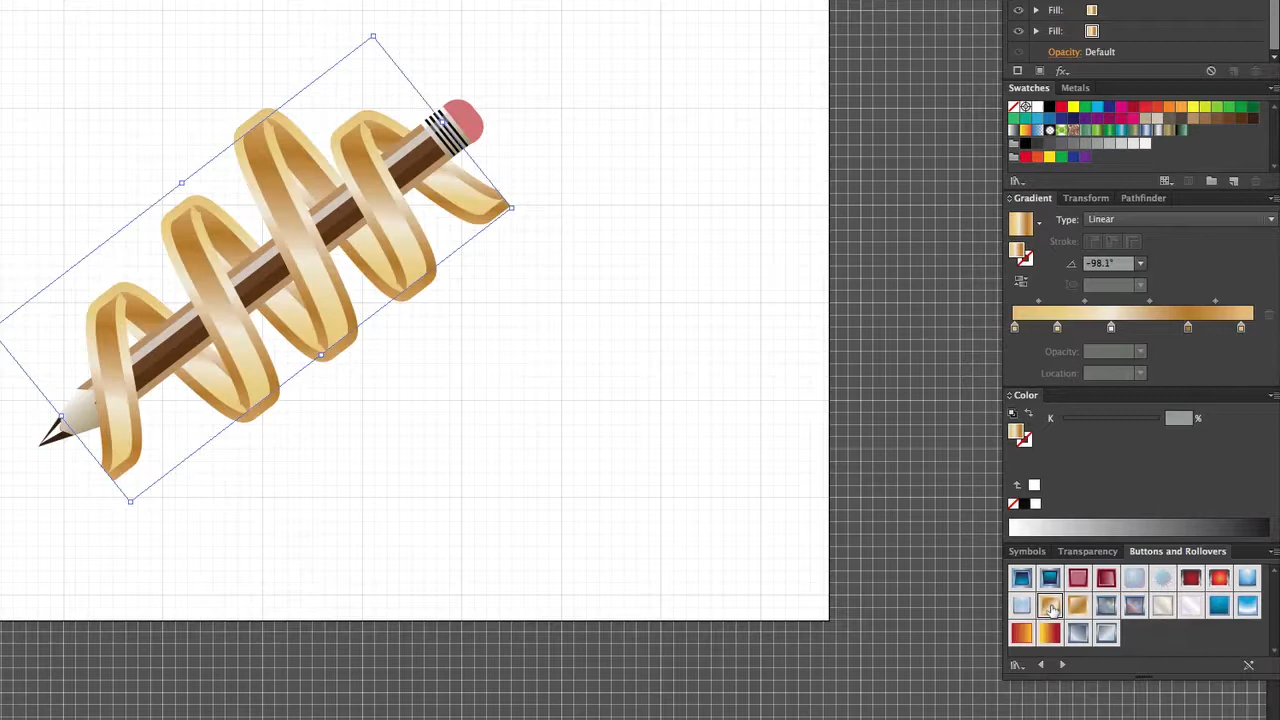 Fill:
Fill:
Opacity: Default
fx.
Swatches Metals
Gradient Transform Pathfinder
Type: Linear
Stroke:
-98.1°
Opacity:
Location:
Color
K %
Symbols Transparency Buttons and Rollovers